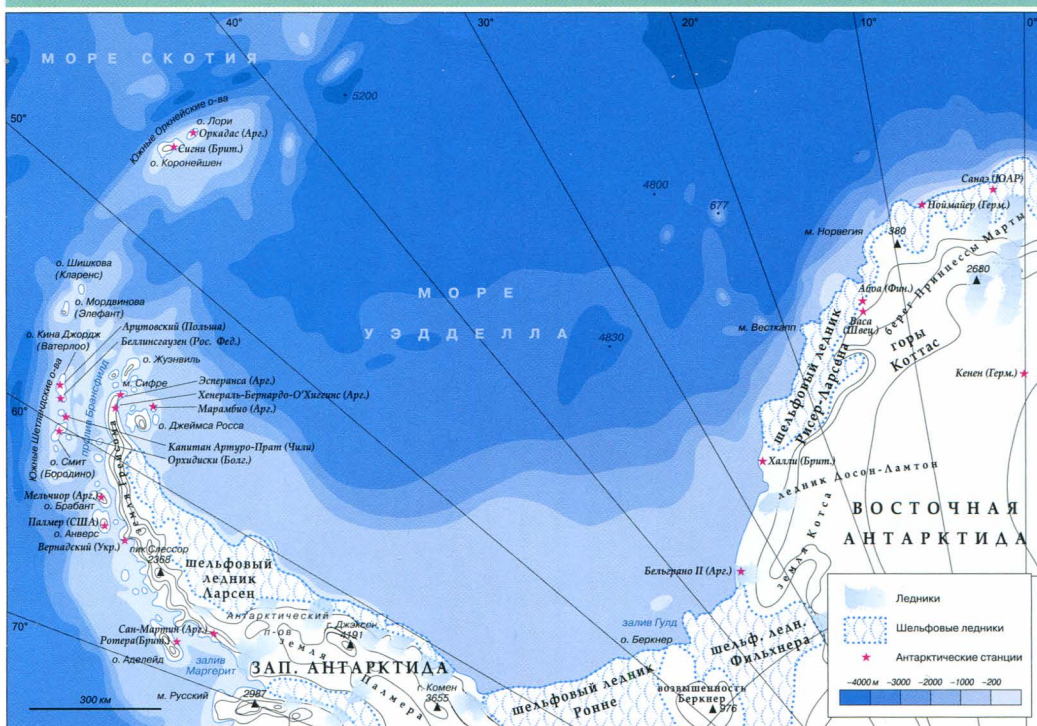 40°
30°
20°
10°
0°
МОРЕ СКОТИЯ
5200
50°
Южные Оркнейские о-ва
о. Лори
Оркадас (Арг.)
Сигни (Брит.)
о. Коронейшен
4800
677
Санаэ (ЮАР)
Ноймайер (Герм.)
м. Норвегия
380
берег Принцессы Марты
2680
о. Шишкова
(Кларенс)
о. Мордвинова
(Элефант)
МОРЕ
УЭДДЕЛЛА
4830
Абоа (Фин.)
Васа
(Швец.)
м. Весткапп
горы
Коттас
Кенен (Герм.)
о. Кинг Джордж
(Ватерлоо)
Арцтовский (Польша)
Беллинсгаузен (Рос. Фед.)
о. Жуэнвиль
м. Сифре
Эсперанса (Арг.)
Хенераль-Бернардо-О'Хиггинс (Арг.)
Марамбио (Арг.)
о. Джеймса Росса
Южные Шетландские о-ва
пролив Брансфилд
60°
Капитан Артуро-Прат (Чили)
Орхидиски (Болг.)
о. Смит
(Бородино)
шельфовый ледник
Рисер-Ларсена
Халли (Брит.)
ледник Досон-Ламтон
земля Котса
ВОСТОЧНАЯ
АНТАРКТИДА
Мельчиор (Арг.)
о. Брабант
Палмер (США)
о. Анверс
Вернадский (Укр.)
земля Греяма
пик Слессор
2368
шельфовый
ледник
Ларсен
Бельграно II (Арг.)
70°
Антарктический
п-ов
Сан-Мартин (Арг.)
Ротера(Брит.)
о. Аделейд
залив
Маргерит
г. Джэксон
4191
земля
Палмера
ЗАП. АНТАРКТИДА
залив Гулд
о. Беркнер
шельф. ледн.
Фильхнера
шельфовый ледник
Ронне
возвышенность
Беркнер
976
м. Русский
2987
г. Комен
3655
300 км
Ледники
Шельфовые ледники
Антарктические станции
–4000 м –3000 –2000 –1000 –200